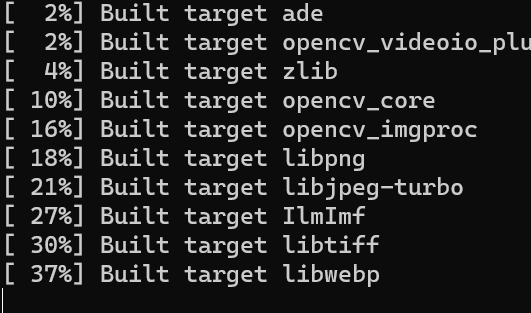 [  2%] Built target ade
[  2%] Built target opencv_videoio_plu
[  4%] Built target zlib
[ 10%] Built target opencv_core
[ 16%] Built target opencv_imgproc
[ 18%] Built target libpng
[ 21%] Built target libjpeg-turbo
[ 27%] Built target IlmImf
[ 30%] Built target libtiff
[ 37%] Built target libwebp